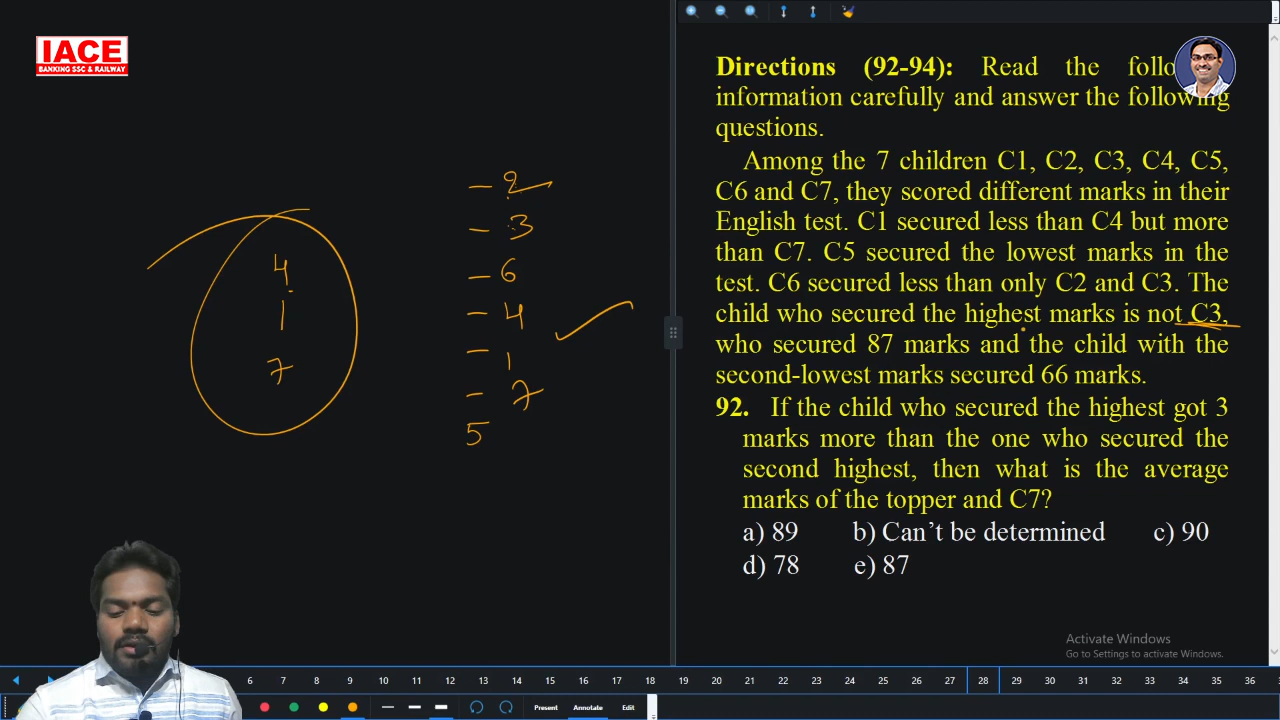 IACE
BANKING SSC & RAILWAY
4
1
7
- 2
- 3
- 6
- 4
- 1
- 7
5
Directions (92-94): Read the follo
information carefully and answer the following
questions.
Among the 7 children C1, C2, C3, C4, C5,
C6 and C7, they scored different marks in their
English test. C1 secured less than C4 but more
than C7. C5 secured the lowest marks in the
test. C6 secured less than only C2 and C3. The
child who secured the highest marks is not C3,
who secured 87 marks and the child with the
second-lowest marks secured 66 marks.
92. If the child who secured the highest got 3
marks more than the one who secured the
second highest, then what is the average
marks of the topper and C7?
a) 89 b) Can't be determined c) 90
d) 78 e) 87
Activate Windows
Go to Settings to activate Windows.
6 7 8 9 10 11 12 13 14 15 16 17 18 19 20 21 22 23 24 25 26 27 28 29 30 31 32 33 34 35 36
Present Annotate Edit